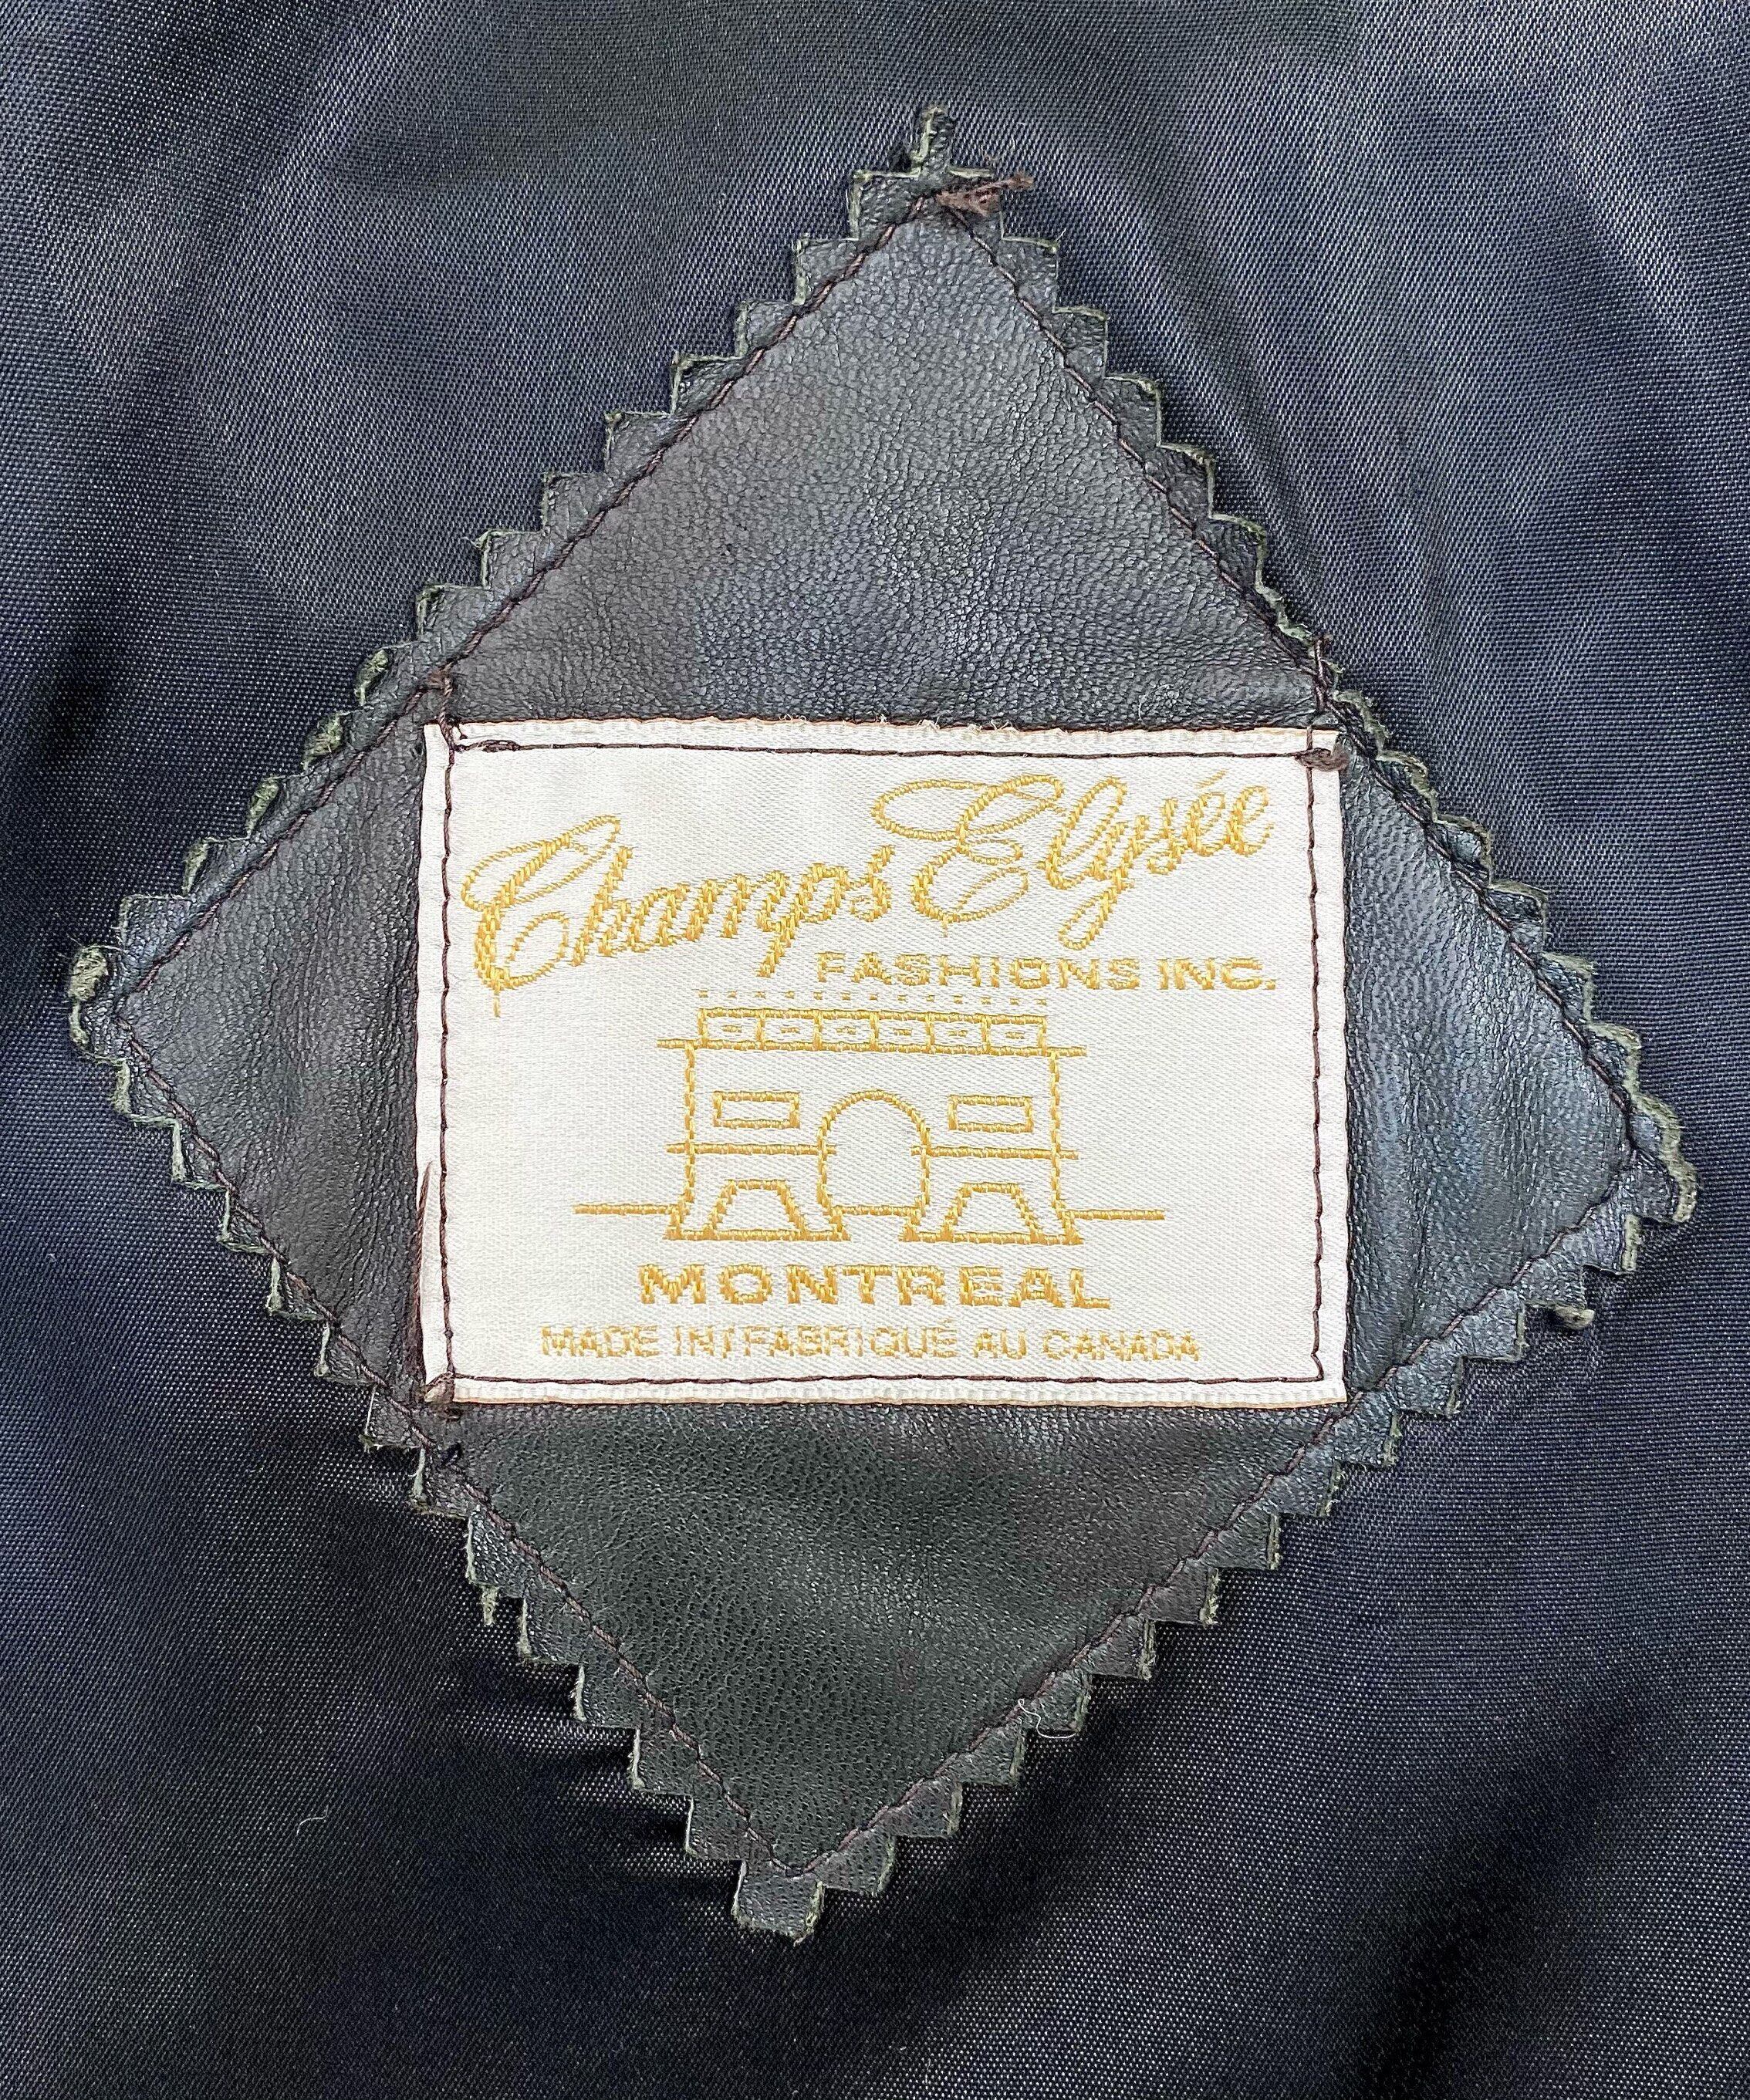 Champs Elysée
FASHIONS INC.
MONTREAL
MADE IN / FABRIQUÉ AU CANADA